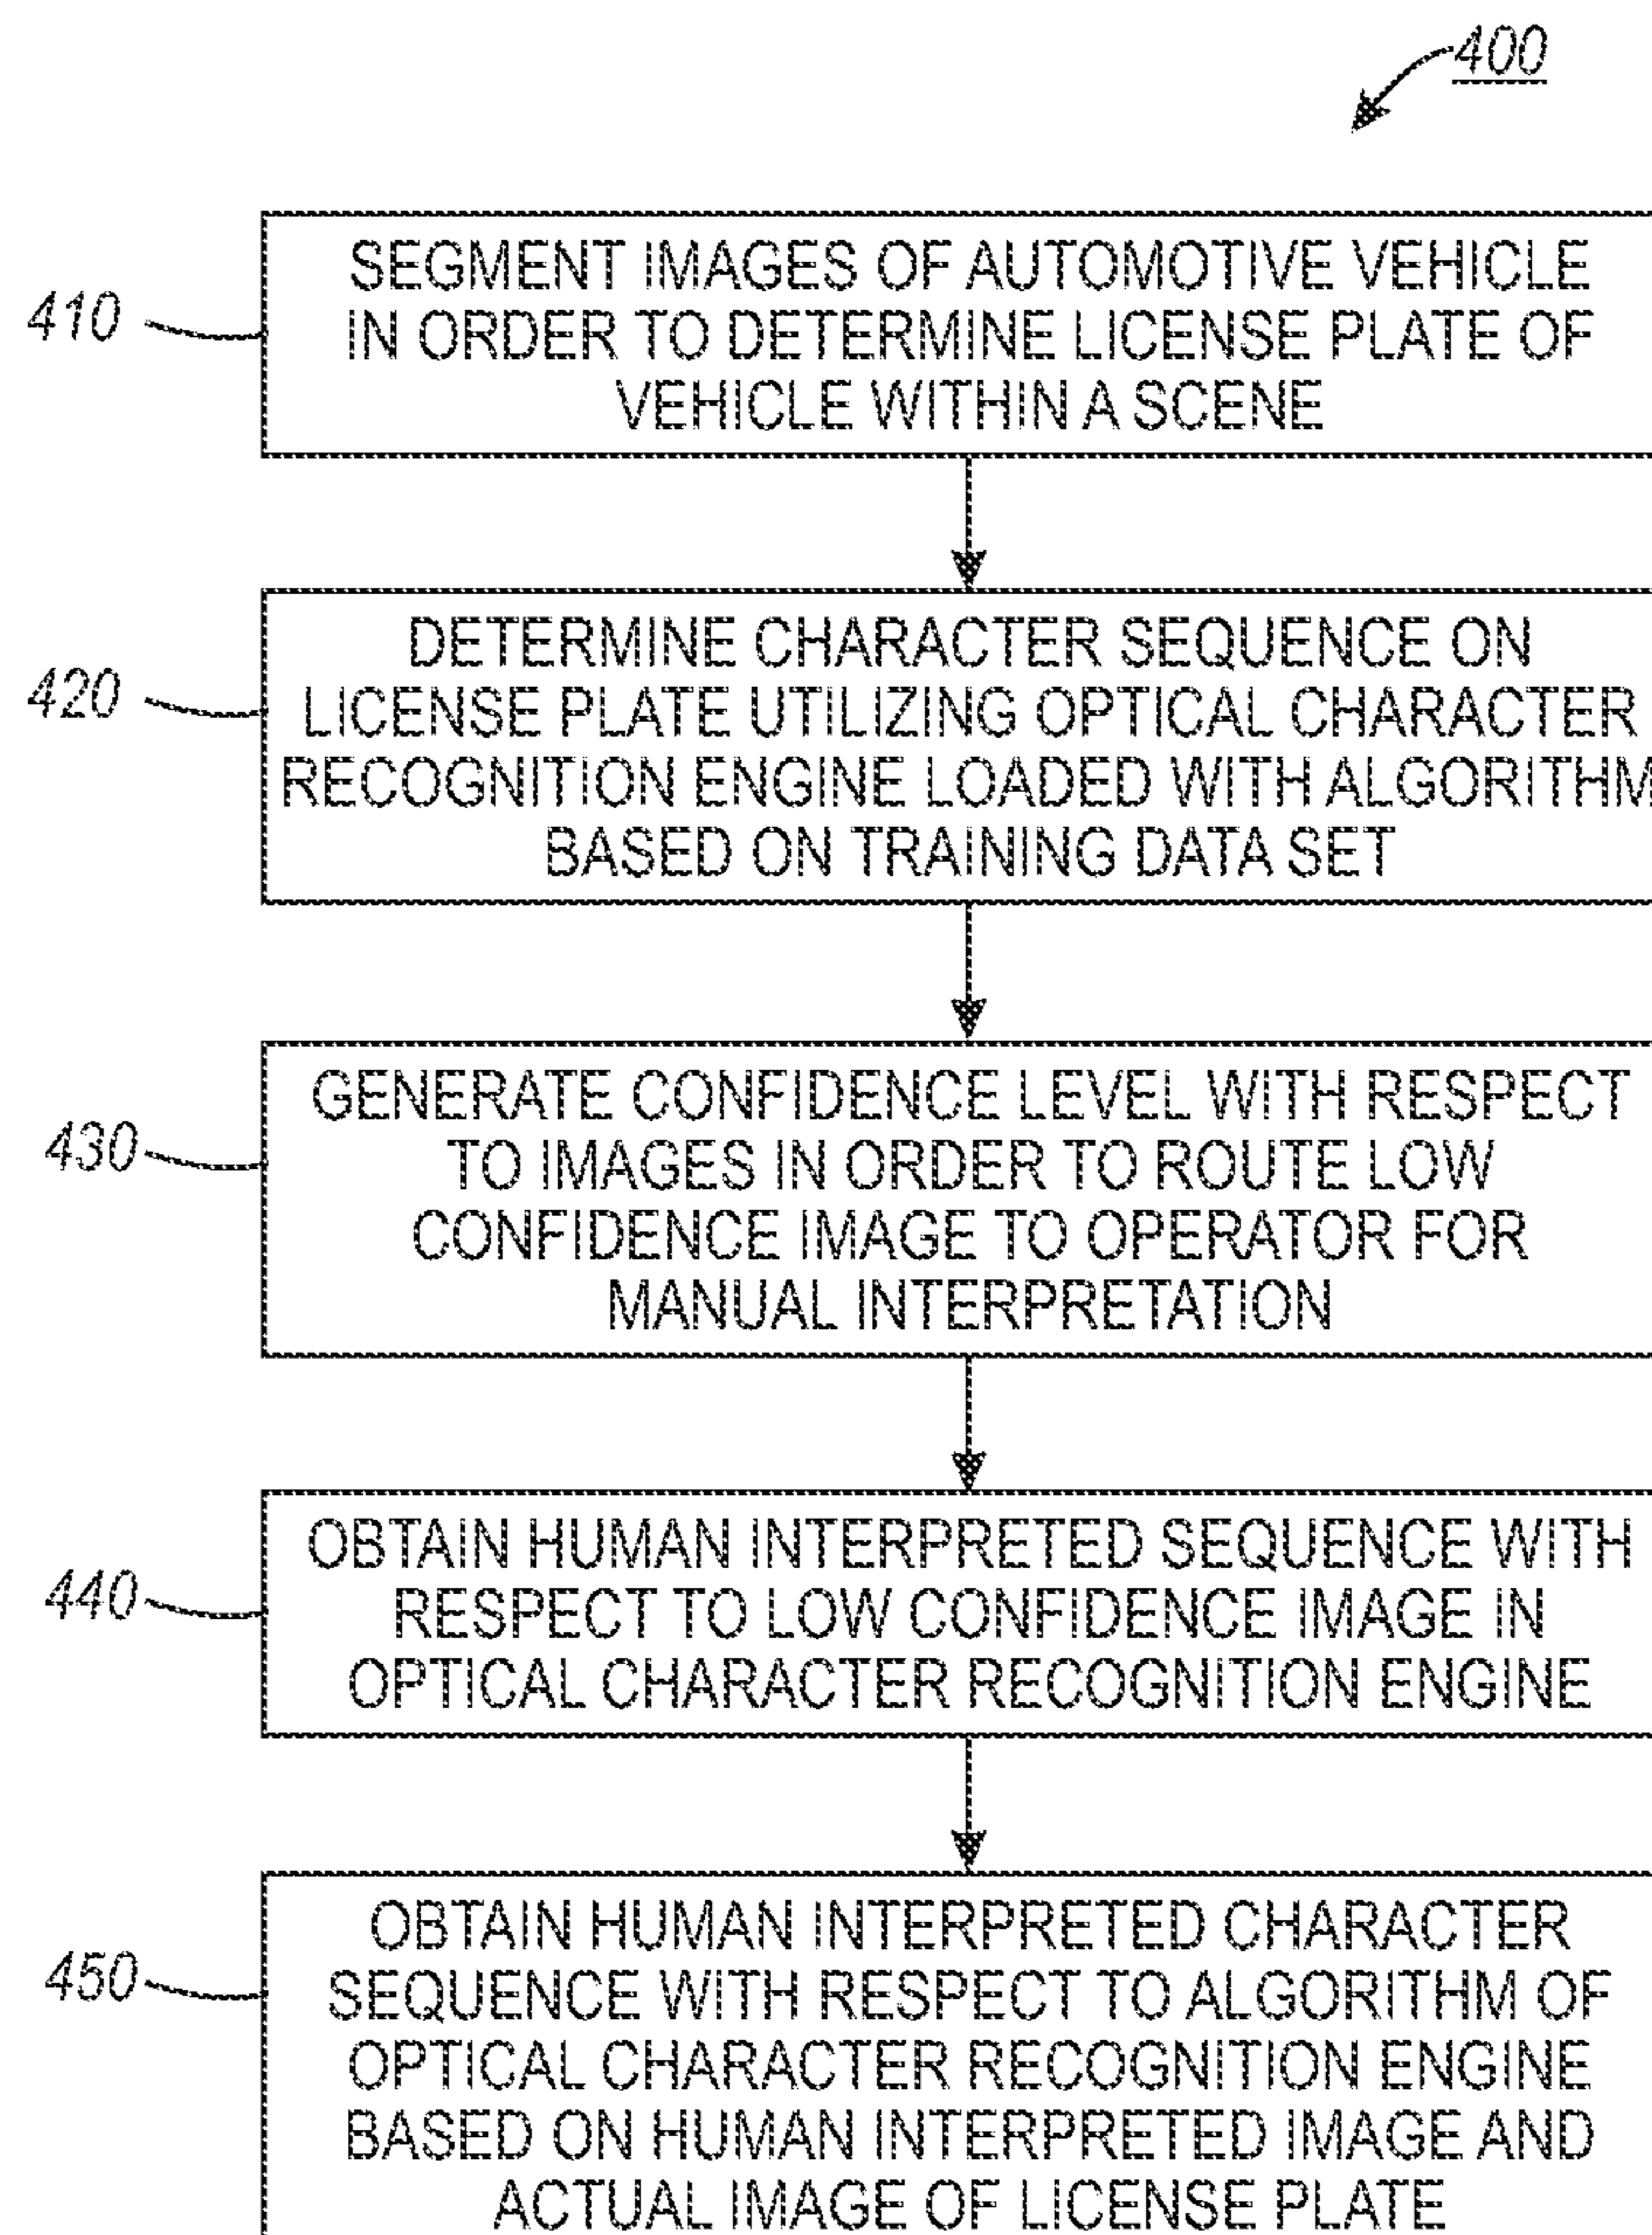 400
410
SEGMENT IMAGES OF AUTOMOTIVE VEHICLE
IN ORDER TO DETERMINE LICENSE PLATE OF
VEHICLE WITHIN A SCENE
420
DETERMINE CHARACTER SEQUENCE ON
LICENSE PLATE UTILIZING OPTICAL CHARACTER
RECOGNITION ENGINE LOADED WITH ALGORITHM
BASED ON TRAINING DATA SET
430
GENERATE CONFIDENCE LEVEL WITH RESPECT
TO IMAGES IN ORDER TO ROUTE LOW
CONFIDENCE IMAGE TO OPERATOR FOR
MANUAL INTERPRETATION
440
OBTAIN HUMAN INTERPRETED SEQUENCE WITH
RESPECT TO LOW CONFIDENCE IMAGE IN
OPTICAL CHARACTER RECOGNITION ENGINE
450
OBTAIN HUMAN INTERPRETED CHARACTER
SEQUENCE WITH RESPECT TO ALGORITHM OF
OPTICAL CHARACTER RECOGNITION ENGINE
BASED ON HUMAN INTERPRETED IMAGE AND
ACTUAL IMAGE OF LICENSE PLATE